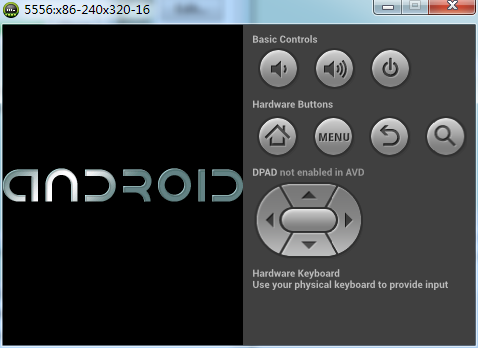 5556:x86-240x320-16
Basic Controls
Hardware Buttons
MENU
ANDROID
DPAD not enabled in AVD
Hardware Keyboard
Use your physical keyboard to provide input